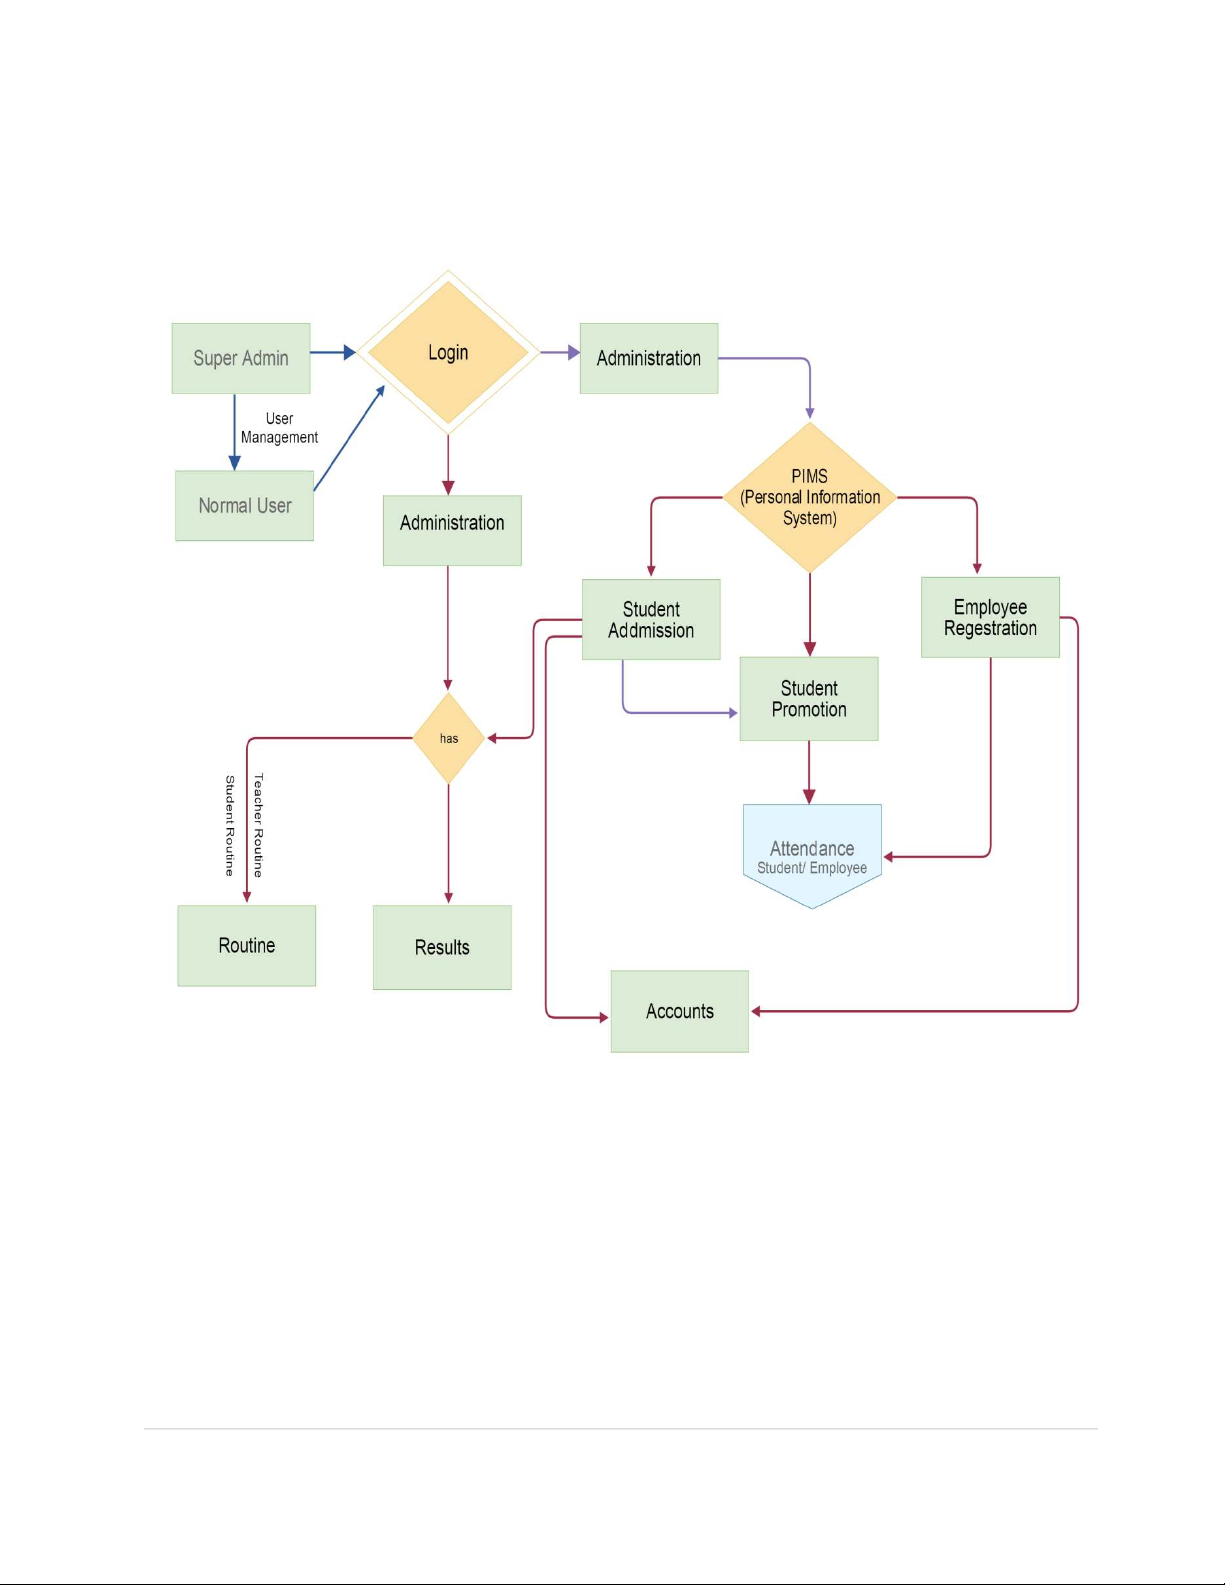 Super Admin
Login
Administration
User
Management
Normal User
Administration
PIMS
(Personal Information
System)
Student
Addmission
Employee
Regestration
Student
Promotion
has
Teacher Routine
Student Routine
Attendance
Student/ Employee
Routine
Results
Accounts